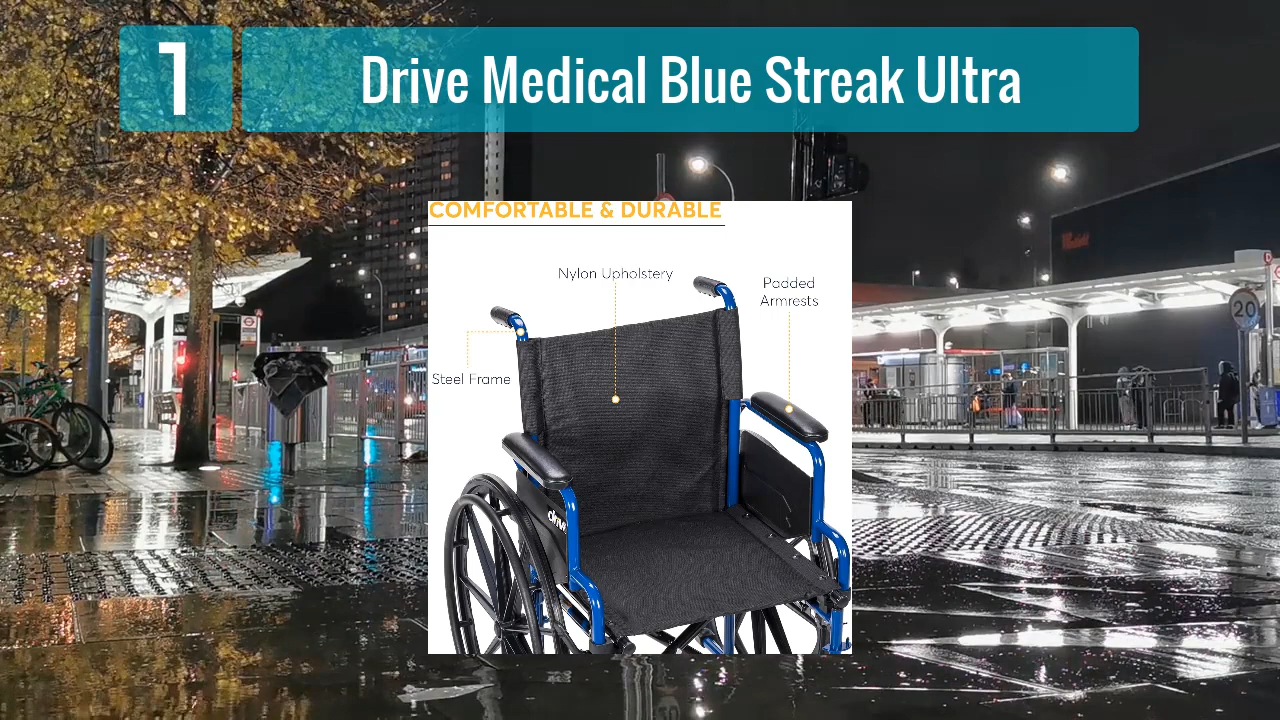 1
Drive Medical Blue Streak Ultra
COMFORTABLE & DURABLE
Nylon Upholstery
Padded
Armrests
Steel Frame
drive
20